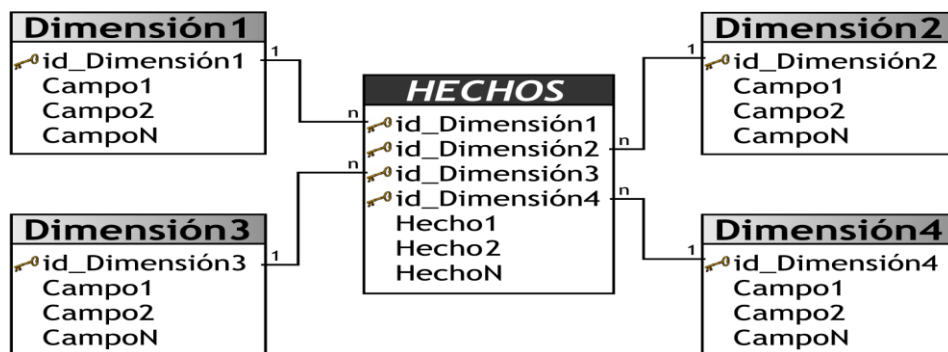 Dimensión1
id_Dimensión1
Campo1
Campo2
CampoN
1
n
HECHOS
id_Dimensión1
id_Dimensión2
id_Dimensión3
id_Dimensión4
Hecho1
Hecho2
HechoN
Dimensión2
id_Dimensión2
Campo1
Campo2
CampoN
1
n
Dimensión3
id_Dimensión3
Campo1
Campo2
CampoN
1
n
Dimensión4
id_Dimensión4
Campo1
Campo2
CampoN
1
n